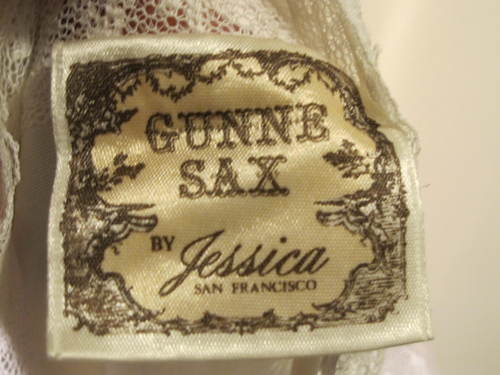 GUNNE
SAX
BY Jessica
SAN FRANCISCO